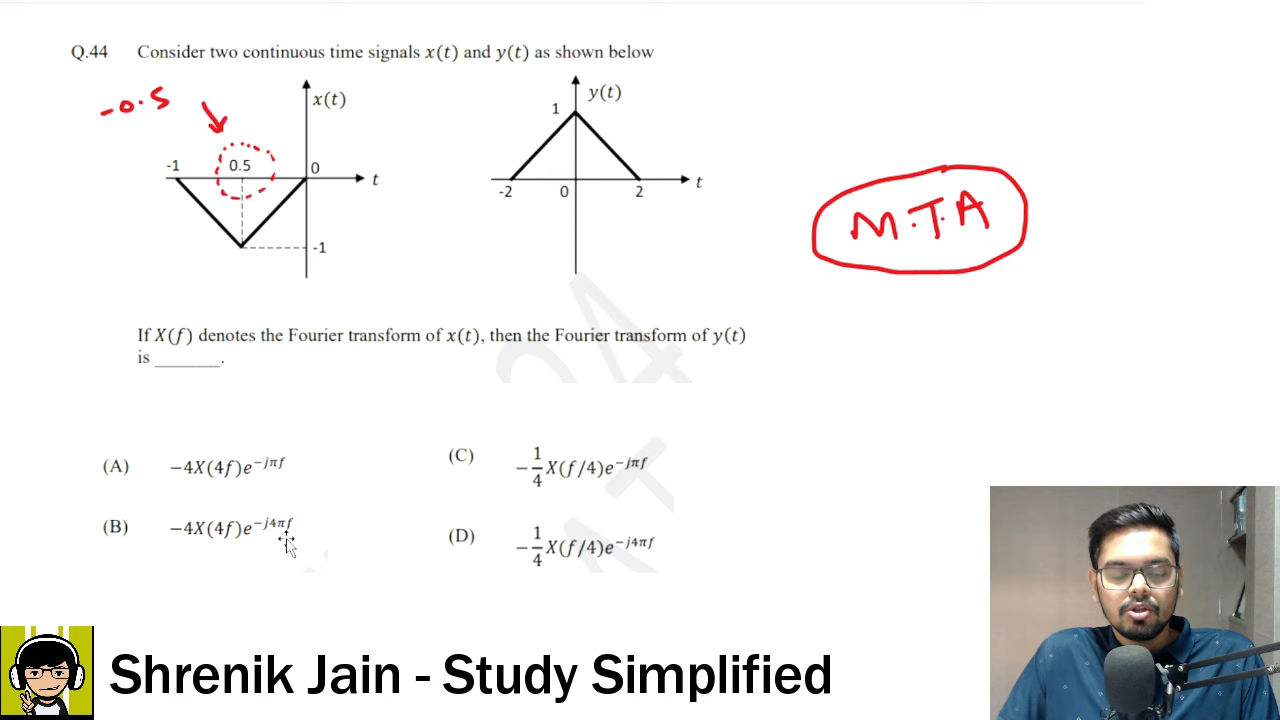 Q.44 Consider two continuous time signals x(t) and y(t) as shown below
-0.5
x(t)
-1 0.5 0
t
-1
y(t)
1
-2 0 2
t
M.T.A
If X(f) denotes the Fourier transform of x(t), then the Fourier transform of y(t)
is ______.
(A) −4X(4f)e^{−jπf}
(B) −4X(4f)e^{−j4πf}
(C) −1/4 X(f/4)e^{−jπf}
(D) −1/4 X(f/4)e^{−j4πf}
Shrenik Jain - Study Simplified